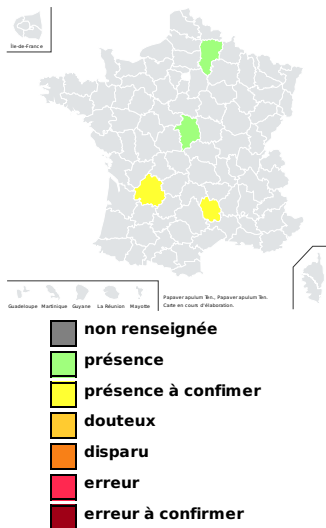 Île-de-France
Guadeloupe Martinique Guyane La Réunion Mayotte
Papaver apulum Ten., Papaver apulum Ten.
Carte en cours d'élaboration.
non renseignée
présence
présence à confimer
douteux
disparu
erreur
erreur à confirmer